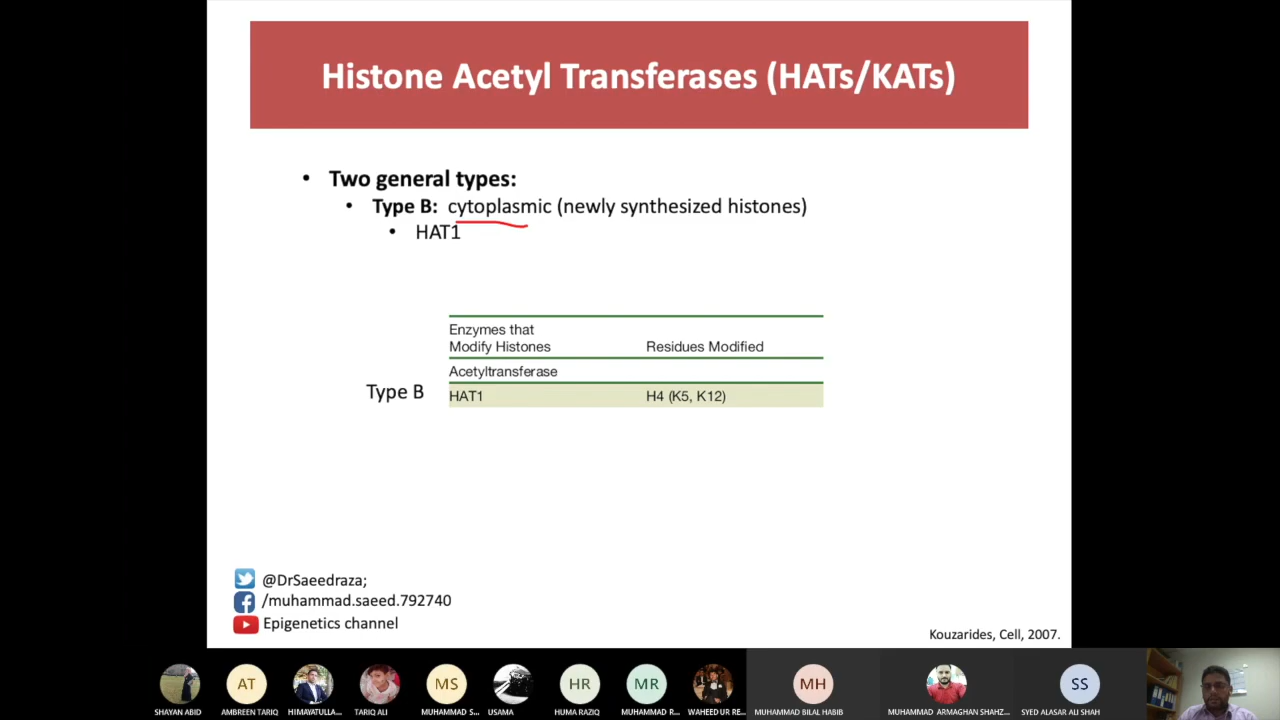 Histone Acetyl Transferases (HATs/KATs)
• Two general types:
• Type B: cytoplasmic (newly synthesized histones)
• HAT1
Enzymes that
Modify Histones Residues Modified
Acetyltransferase
Type B HAT1 H4 (K5, K12)
@DrSaeedraza;
/muhammad.saeed.792740
Epigenetics channel
Kouzarides, Cell, 2007.
AT MS HR MR MH SS
SHAYAN ABID AMBREEN TARIQ HIMAYATULLA... TARIQ ALI MUHAMMAD S... USAMA HUMA RAZIQ MUHAMMAD R... WAHEED UR RE... MUHAMMAD BILAL HABIB MUHAMMAD ARMAGHAN SHAHZ... SYED ALASAR ALI SHAH